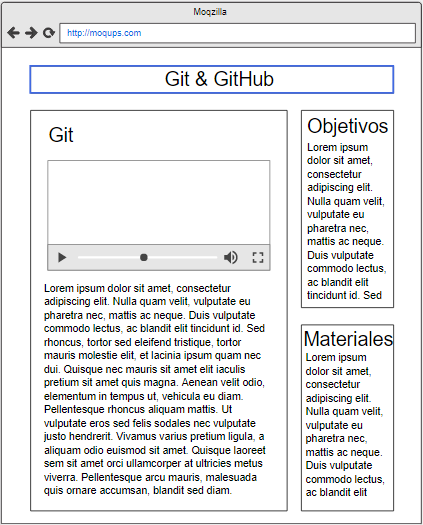 Moqzilla
http://moqups.com
Git & GitHub
Git
Lorem ipsum dolor sit amet, consectetur
adipiscing elit. Nulla quam velit, vulputate eu
pharetra nec, mattis ac neque. Duis vulputate
commodo lectus, ac blandit elit tincidunt id. Sed
rhoncus, tortor sed eleifend tristique, tortor
mauris molestie elit, et lacinia ipsum quam nec
dui. Quisque nec mauris sit amet elit iaculis
pretium sit amet quis magna. Aenean velit odio,
elementum in tempus ut, vehicula eu diam.
Pellentesque rhoncus aliquam mattis. Ut
vulputate eros sed felis sodales nec vulputate
justo hendrerit. Vivamus varius pretium ligula, a
aliquam odio euismod sit amet. Quisque laoreet
sem sit amet orci ullamcorper at ultricies metus
viverra. Pellentesque arcu mauris, malesuada
quis ornare accumsan, blandit sed diam.
Objetivos
Lorem ipsum
dolor sit amet,
consectetur
adipiscing elit.
Nulla quam velit,
vulputate eu
pharetra nec,
mattis ac neque.
Duis vulputate
commodo lectus,
ac blandit elit
tincidunt id. Sed
Materiales
Lorem ipsum
dolor sit amet,
consectetur
adipiscing elit.
Nulla quam velit,
vulputate eu
pharetra nec,
mattis ac neque.
Duis vulputate
commodo lectus,
ac blandit elit